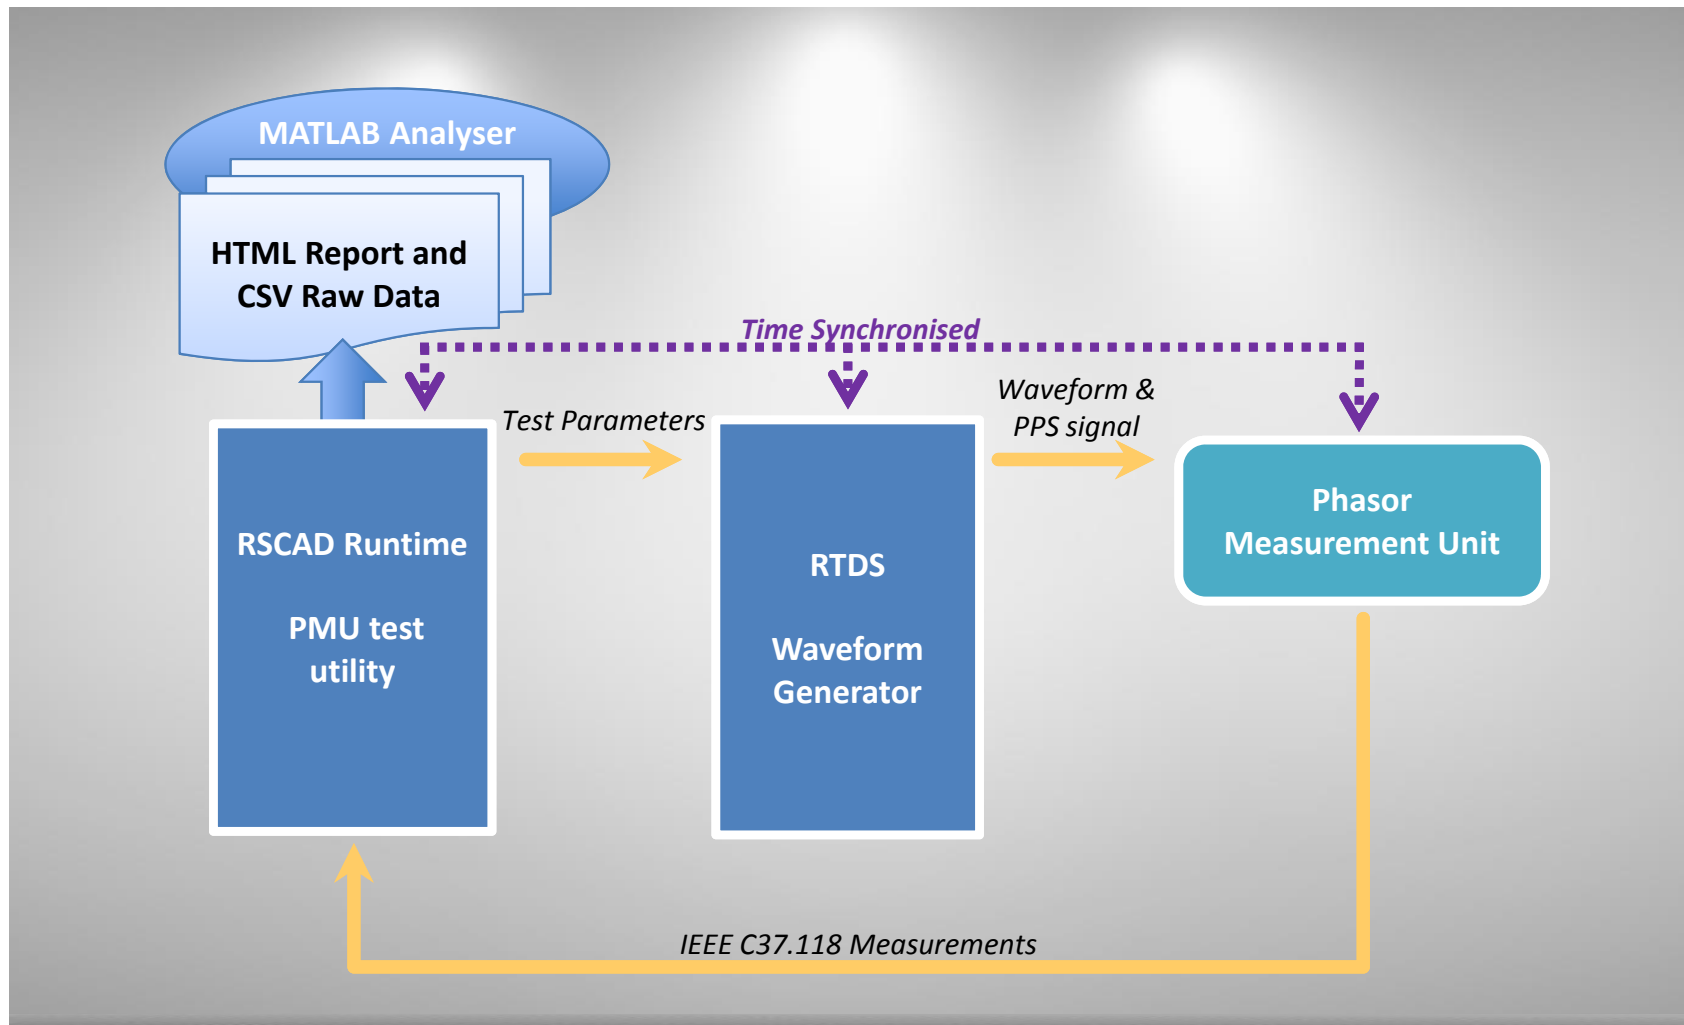 MATLAB Analyser
HTML Report and
CSV Raw Data
Time Synchronised
Test Parameters
Waveform &
PPS signal
RSCAD Runtime
PMU test
utility
RTDS
Waveform
Generator
Phasor
Measurement Unit
IEEE C37.118 Measurements